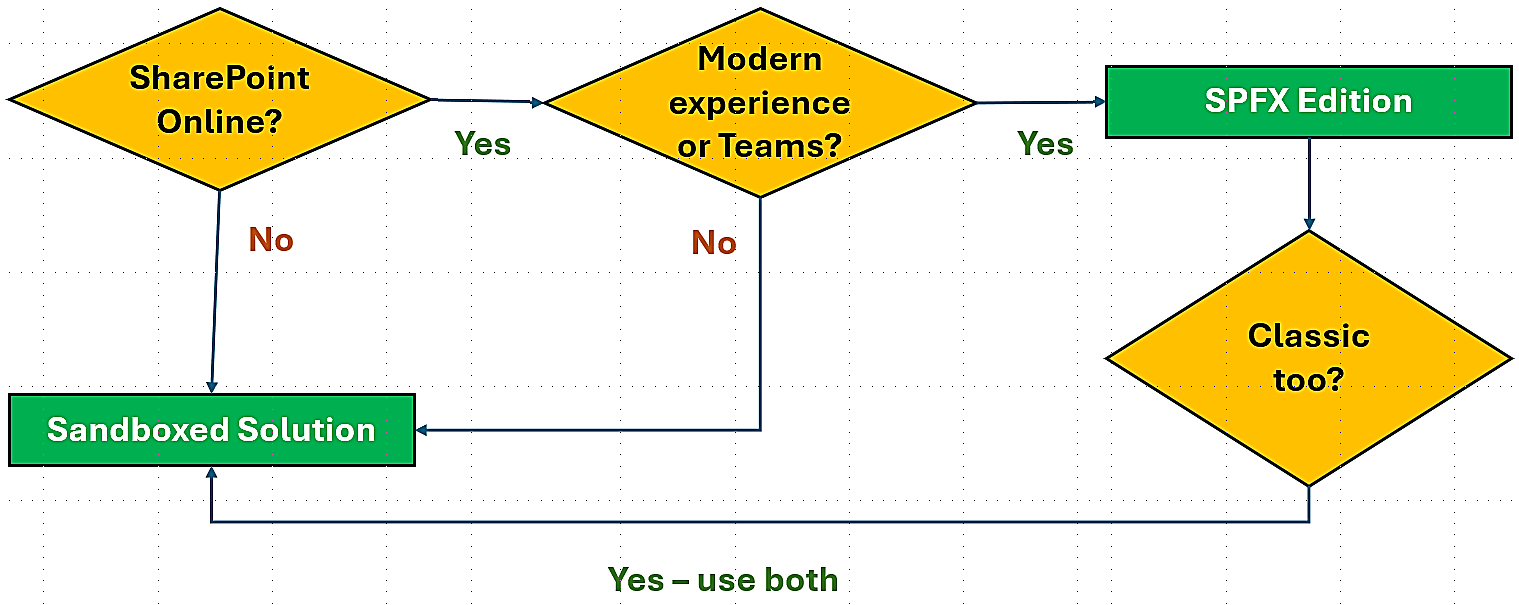 SharePoint
Online?
Yes
Modern
experience
or Teams?
Yes
SPFX Edition
No
No
Classic
too?
Sandboxed Solution
Yes – use both